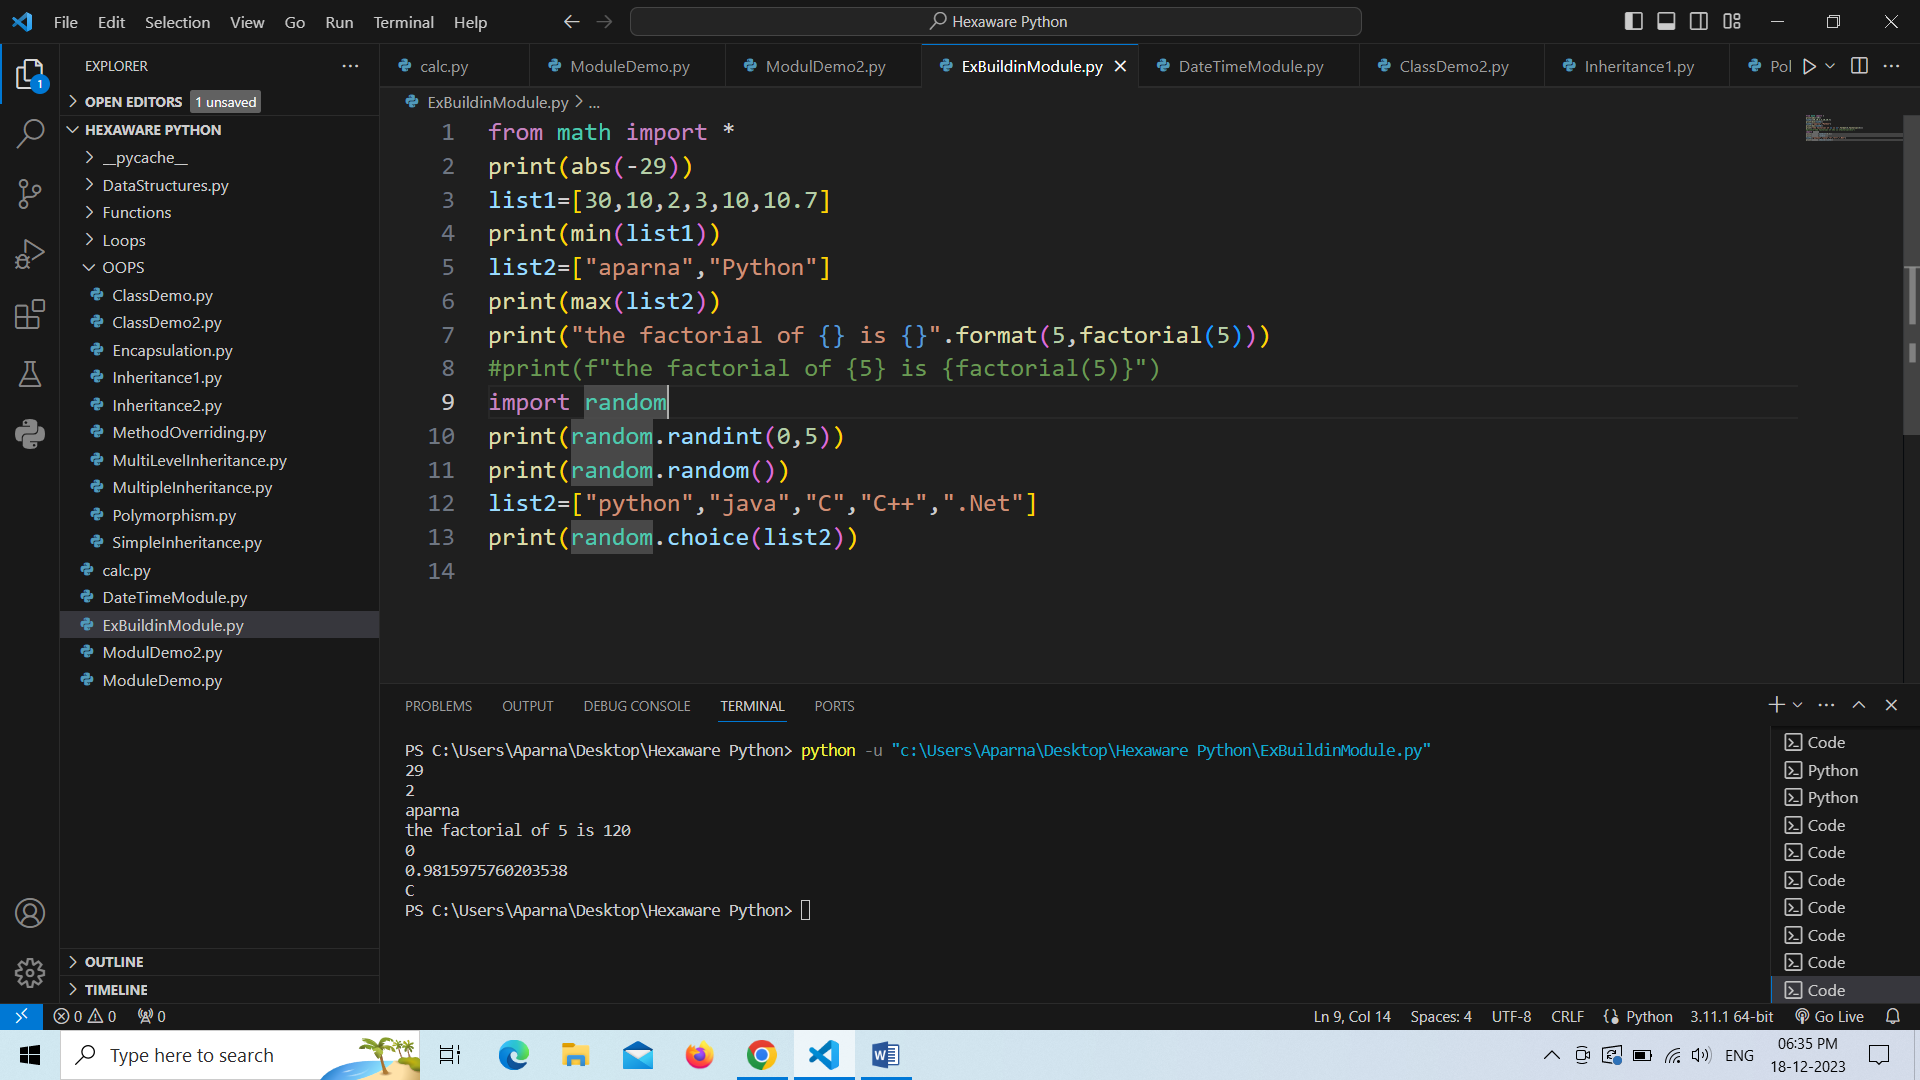 File Edit Selection View Go Run Terminal Help
Hexaware Python
EXPLORER
OPEN EDITORS 1 unsaved
HEXAWARE PYTHON
__pycache__
DataStructures.py
Functions
Loops
OOPS
ClassDemo.py
ClassDemo2.py
Encapsulation.py
Inheritance1.py
Inheritance2.py
MethodOverriding.py
MultiLevelInheritance.py
MultipleInheritance.py
Polymorphism.py
SimpleInheritance.py
calc.py
DateTimeModule.py
ExBuildinModule.py
ModulDemo2.py
ModuleDemo.py
OUTLINE
TIMELINE
1
calc.py ModuleDemo.py ModulDemo2.py ExBuildinModule.py DateTimeModule.py ClassDemo2.py Inheritance1.py Pol
ExBuildinModule.py > ...
1 from math import *
2 print(abs(-29))
3 list1=[30,10,2,3,10,10.7]
4 print(min(list1))
5 list2=["aparna","Python"]
6 print(max(list2))
7 print("the factorial of {} is {}".format(5,factorial(5)))
8 #print(f"the factorial of {5} is {factorial(5)}")
9 import random
10 print(random.randint(0,5))
11 print(random.random())
12 list2=["python","java","C","C++",".Net"]
13 print(random.choice(list2))
14
PROBLEMS OUTPUT DEBUG CONSOLE TERMINAL PORTS
PS C:\Users\Aparna\Desktop\Hexaware Python> python -u "c:\Users\Aparna\Desktop\Hexaware Python\ExBuildinModule.py"
29
2
aparna
the factorial of 5 is 120
0
0.9815975760203538
C
PS C:\Users\Aparna\Desktop\Hexaware Python>
Code
Python
Python
Code
Code
Code
Code
Code
Code
Code
0 0 0 Ln 9, Col 14 Spaces: 4 UTF-8 CRLF Python 3.11.1 64-bit Go Live
Type here to search
ENG
06:35 PM
18-12-2023